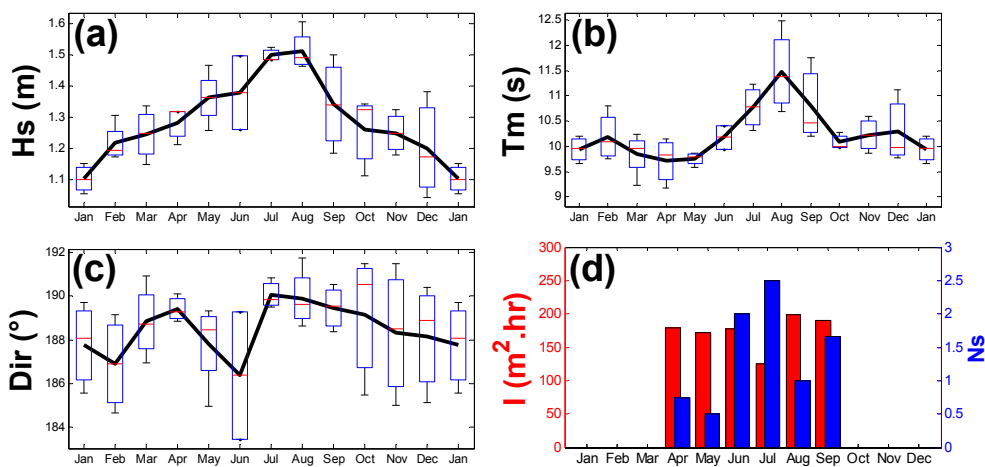 (a)
Hs (m)
1.6
1.5
1.4
1.3
1.2
1.1
Jan Feb Mar Apr May Jun Jul Aug Sep Oct Nov Dec Jan
(b)
Tm (s)
12.5
12
11.5
11
10.5
10
9.5
9
Jan Feb Mar Apr May Jun Jul Aug Sep Oct Nov Dec Jan
(c)
Dir (°)
192
190
188
186
184
Jan Feb Mar Apr May Jun Jul Aug Sep Oct Nov Dec Jan
(d)
I (m².hr)
300
250
200
150
100
50
0
3
2.5
2
1.5
1
0.5
0
Ns
Jan Feb Mar Apr May Jun Jul Aug Sep Oct Nov Dec